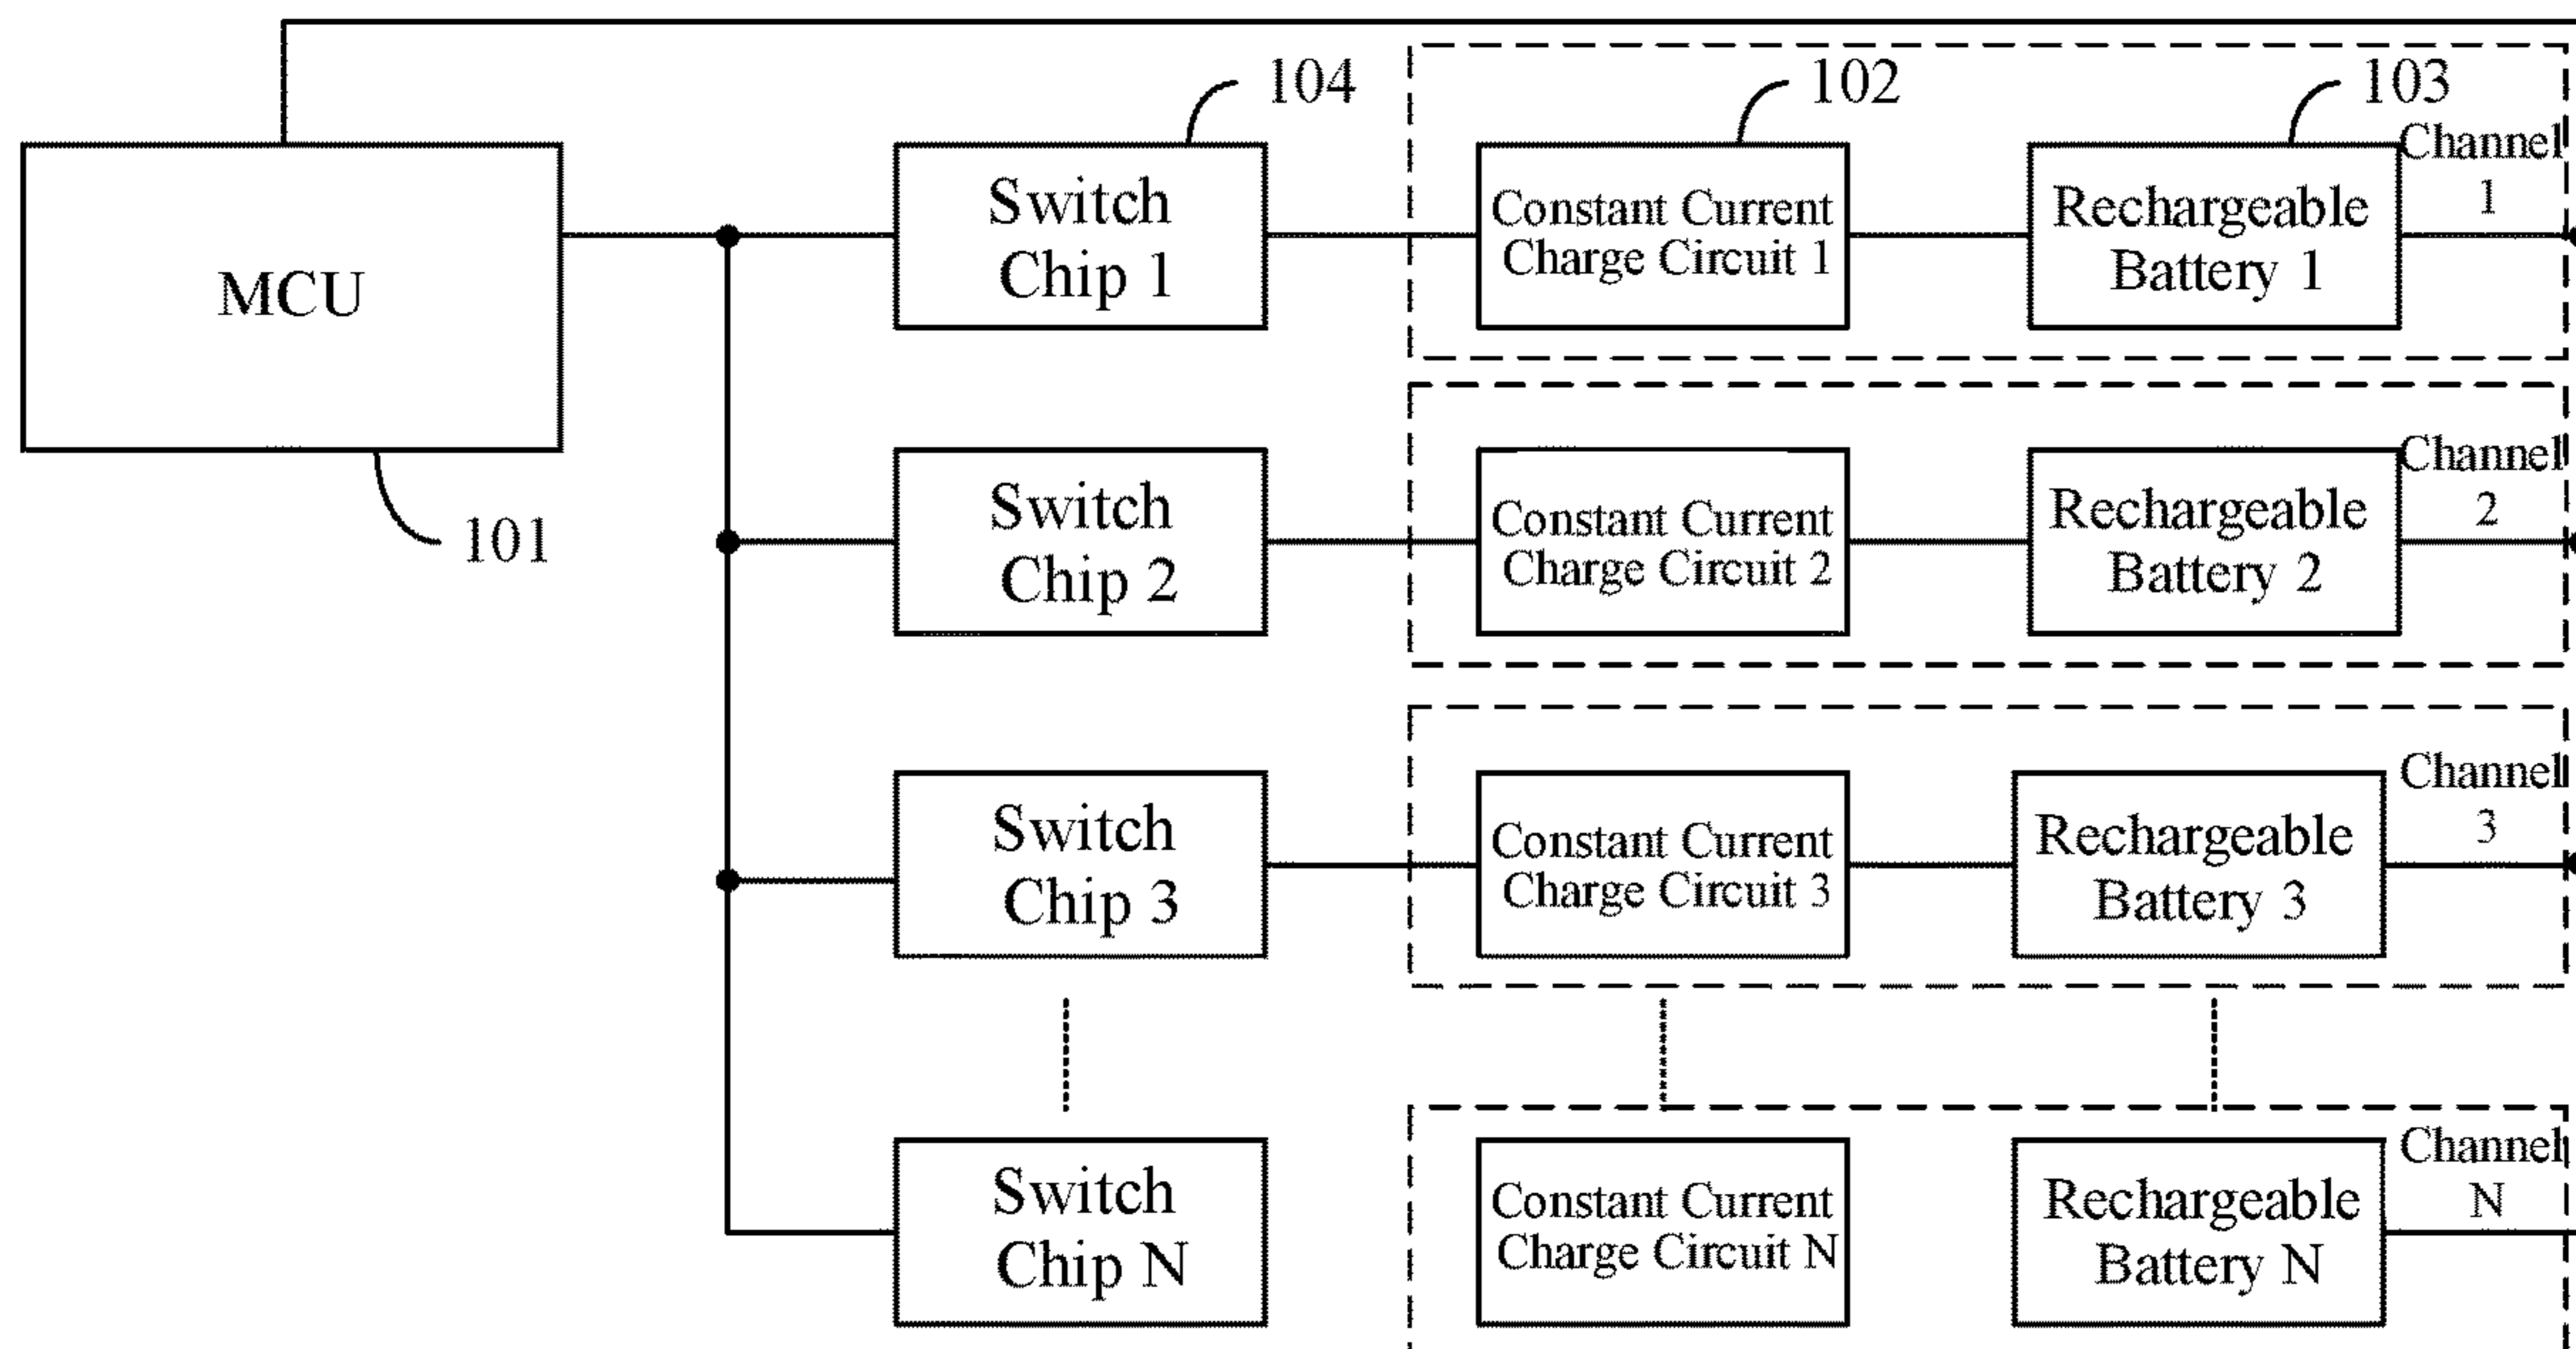 104
102
103
MCU
101
Switch
Chip 1
Constant Current
Charge Circuit 1
Rechargeable
Battery 1
Channel
1
Switch
Chip 2
Constant Current
Charge Circuit 2
Rechargeable
Battery 2
Channel
2
Switch
Chip 3
Constant Current
Charge Circuit 3
Rechargeable
Battery 3
Channel
3
Switch
Chip N
Constant Current
Charge Circuit N
Rechargeable
Battery N
Channel
N